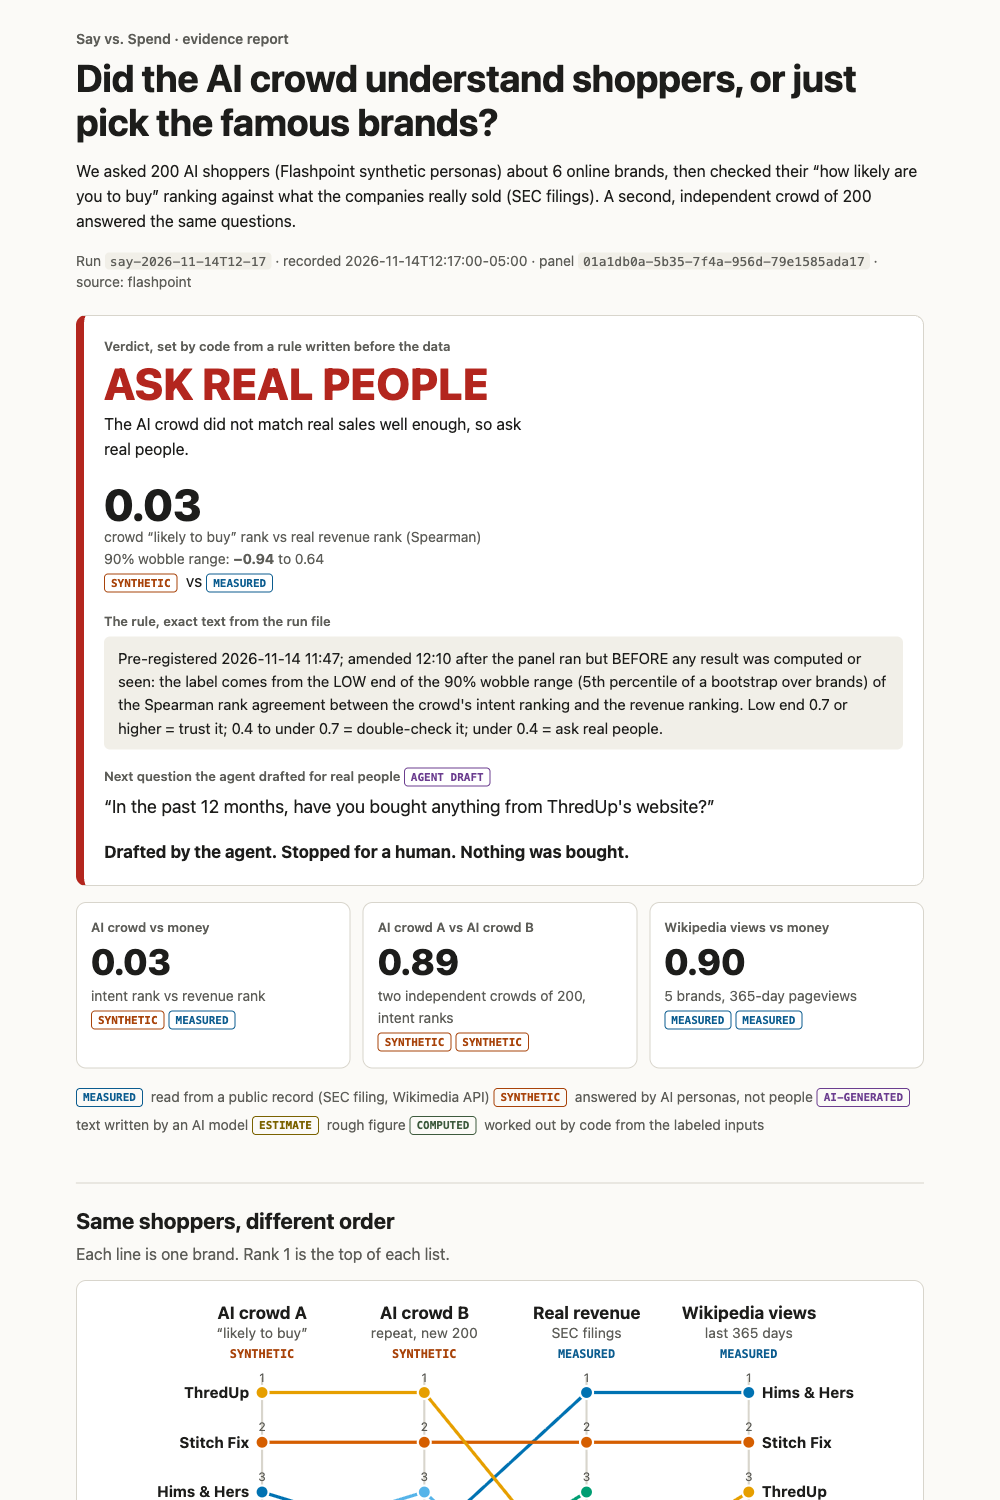 Say vs. Spend · evidence report
Did the AI crowd understand shoppers, or just
pick the famous brands?
We asked 200 AI shoppers (Flashpoint synthetic personas) about 6 online brands, then checked their “how likely are
you to buy” ranking against what the companies really sold (SEC filings). A second, independent crowd of 200
answered the same questions.
Run say-2026-11-14T12-17 · recorded 2026-11-14T12:17:00-05:00 · panel 01a1db0a-5b35-7f4a-956d-79e1585ada17 ·
source: flashpoint
Verdict, set by code from a rule written before the data
ASK REAL PEOPLE
The AI crowd did not match real sales well enough, so ask
real people.
0.03
crowd “likely to buy” rank vs real revenue rank (Spearman)
90% wobble range: −0.94 to 0.64
SYNTHETIC VS MEASURED
The rule, exact text from the run file
Pre-registered 2026-11-14 11:47; amended 12:10 after the panel ran but BEFORE any result was computed or
seen: the label comes from the LOW end of the 90% wobble range (5th percentile of a bootstrap over brands) of
the Spearman rank agreement between the crowd's intent ranking and the revenue ranking. Low end 0.7 or
higher = trust it; 0.4 to under 0.7 = double-check it; under 0.4 = ask real people.
Next question the agent drafted for real people AGENT DRAFT
“In the past 12 months, have you bought anything from ThredUp's website?”
Drafted by the agent. Stopped for a human. Nothing was bought.
AI crowd vs money
0.03
intent rank vs revenue rank
SYNTHETIC MEASURED
AI crowd A vs AI crowd B
0.89
two independent crowds of 200,
intent ranks
SYNTHETIC SYNTHETIC
Wikipedia views vs money
0.90
5 brands, 365-day pageviews
MEASURED MEASURED
MEASURED read from a public record (SEC filing, Wikimedia API) SYNTHETIC answered by AI personas, not people AI-GENERATED
text written by an AI model ESTIMATE rough figure COMPUTED worked out by code from the labeled inputs
Same shoppers, different order
Each line is one brand. Rank 1 is the top of each list.
AI crowd A AI crowd B Real revenue Wikipedia views
“likely to buy” repeat, new 200 SEC filings last 365 days
SYNTHETIC SYNTHETIC MEASURED MEASURED
1 1 1 1
ThredUp Hims & Hers
2 2 2 2
Stitch Fix Stitch Fix
3 3 3 3
Hims & Hers ThredUp